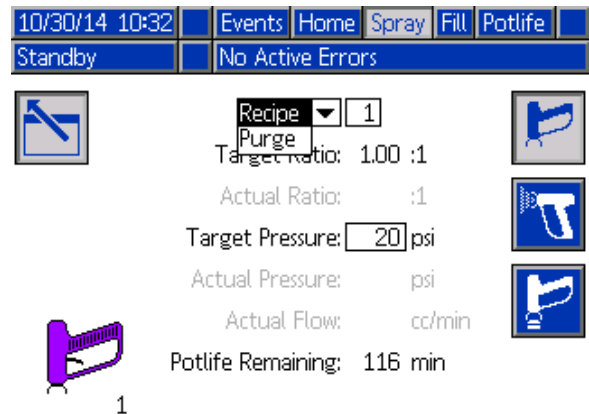 10/30/14 10:32 Events Home Spray Fill Potlife
Standby No Active Errors
Recipe 1
Purge
Target Ratio: 1.00 :1
Actual Ratio: :1
Target Pressure: 20 psi
Actual Pressure: psi
Actual Flow: cc/min
Potlife Remaining: 116 min
1